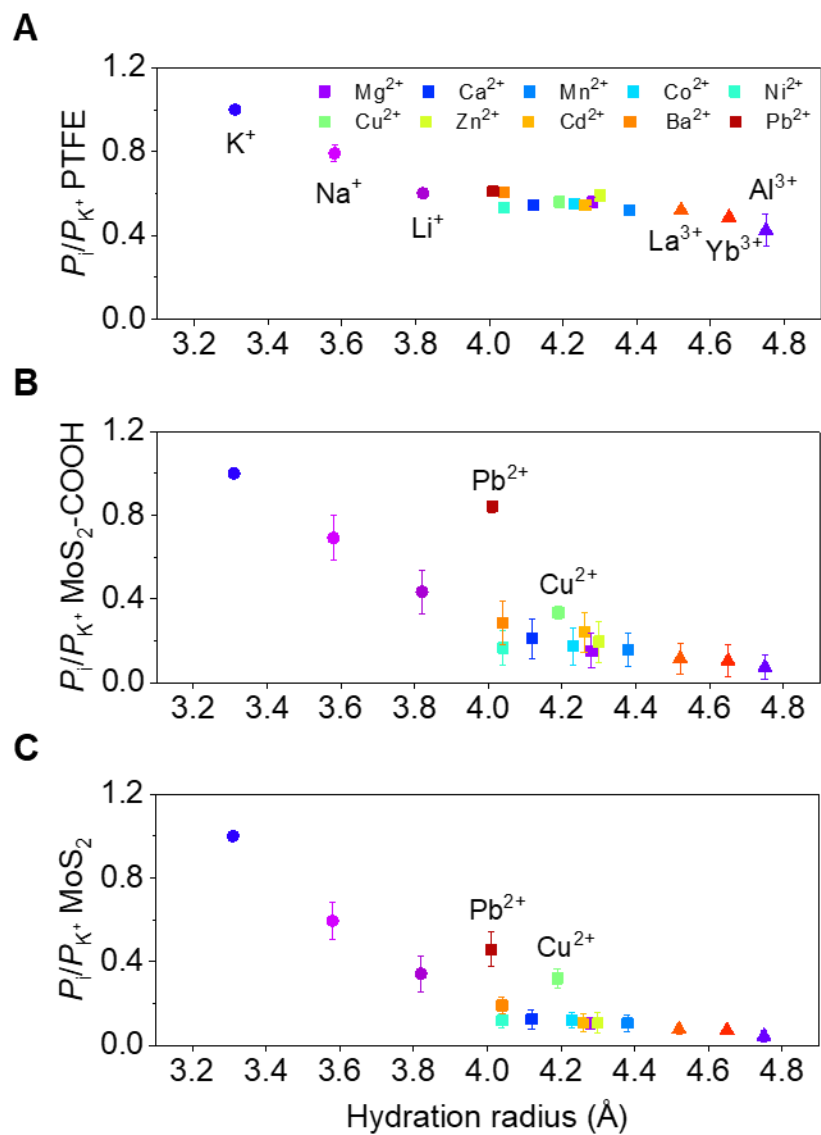 A
1.2
Mg²⁺ Ca²⁺ Mn²⁺ Co²⁺ Ni²⁺
Cu²⁺ Zn²⁺ Cd²⁺ Ba²⁺ Pb²⁺
K⁺
0.8
Na⁺
Li⁺
Al³⁺
0.4
La³⁺ Yb³⁺
0.0
Pᵢ/P_K⁺ PTFE
3.2 3.4 3.6 3.8 4.0 4.2 4.4 4.6 4.8
B
1.2
Pb²⁺
0.8
Cu²⁺
0.4
0.0
Pᵢ/P_K⁺ MoS₂-COOH
3.2 3.4 3.6 3.8 4.0 4.2 4.4 4.6 4.8
C
1.2
0.8
Pb²⁺
Cu²⁺
0.4
0.0
Pᵢ/P_K⁺ MoS₂
3.2 3.4 3.6 3.8 4.0 4.2 4.4 4.6 4.8
Hydration radius (Å)